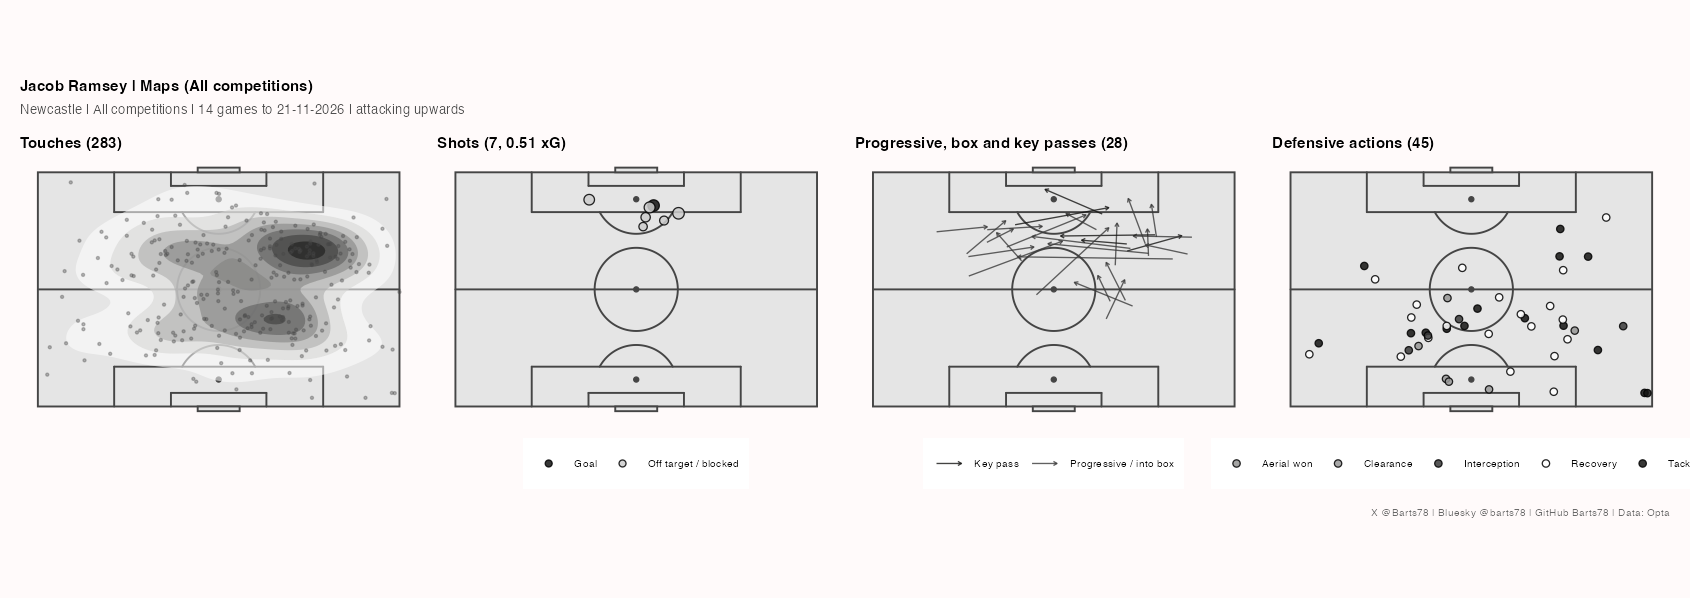 Jacob Ramsey | Maps (All competitions)
Newcastle | All competitions | 14 games to 21-11-2026 | attacking upwards
Touches (283)
Shots (7, 0.51 xG)
Progressive, box and key passes (28)
Defensive actions (45)
Goal
Off target / blocked
Key pass
Progressive / into box
Aerial won
Clearance
Interception
Recovery
Tack
X @Barts78 | Bluesky @barts78 | GitHub Barts78 | Data: Opta